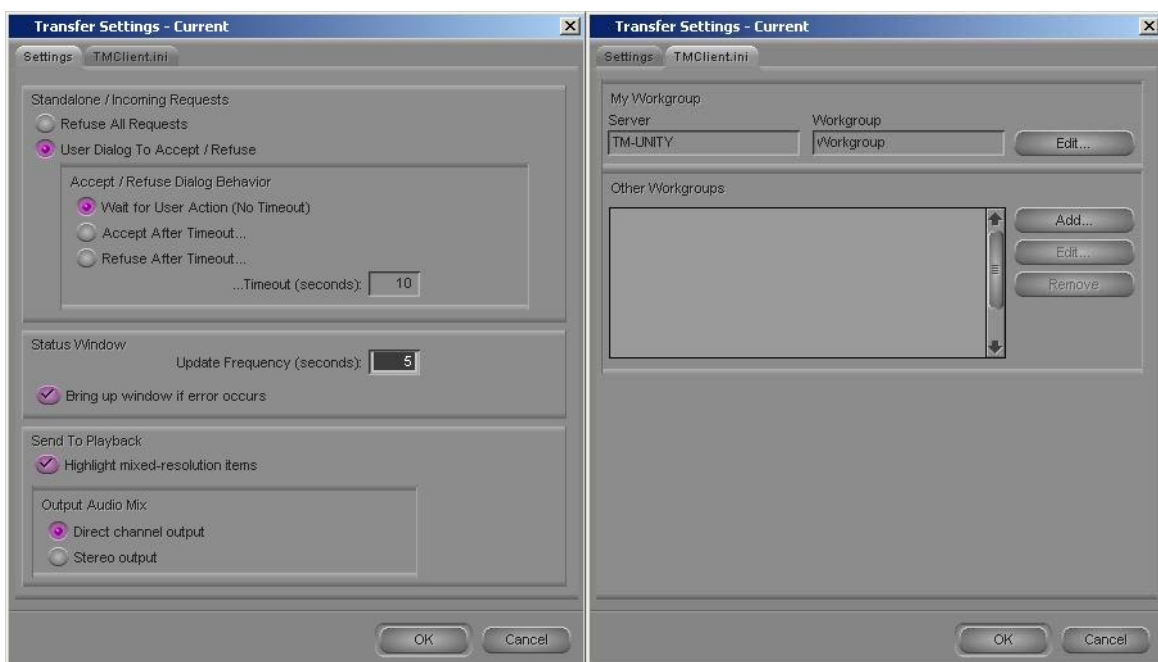 Transfer Settings - Current
Settings TMClient.ini
Standalone / Incoming Requests
Refuse All Requests
User Dialog To Accept / Refuse
Accept / Refuse Dialog Behavior
Wait for User Action (No Timeout)
Accept After Timeout...
Refuse After Timeout...
...Timeout (seconds): 10
Status Window
Update Frequency (seconds): 5
Bring up window if error occurs
Send To Playback
Highlight mixed-resolution items
Output Audio Mix
Direct channel output
Stereo output
OK Cancel
Transfer Settings - Current
Settings TMClient.ini
My Workgroup
Server Workgroup
TM-UNITY Workgroup Edit...
Other Workgroups
Add...
Edit...
Remove
OK Cancel